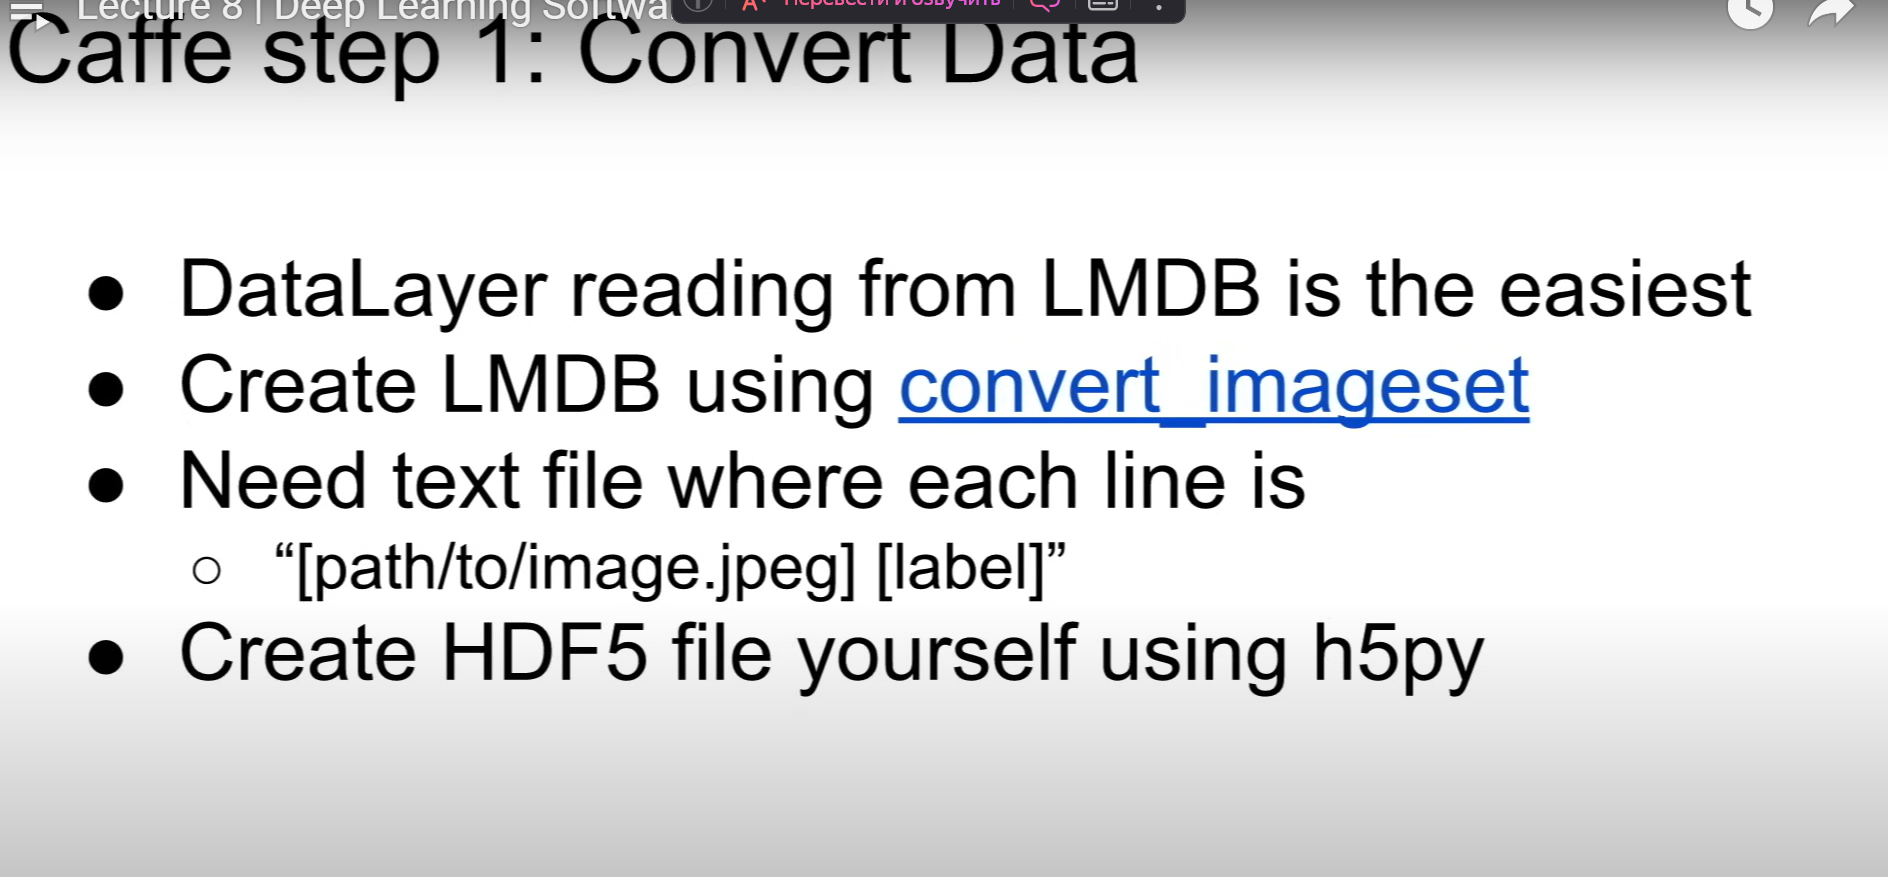 Lecture 8 | Deep Learning Softwa
Перевести и озвучить
Caffe step 1: Convert Data
● DataLayer reading from LMDB is the easiest
● Create LMDB using convert_imageset
● Need text file where each line is
○ “[path/to/image.jpeg] [label]”
● Create HDF5 file yourself using h5py